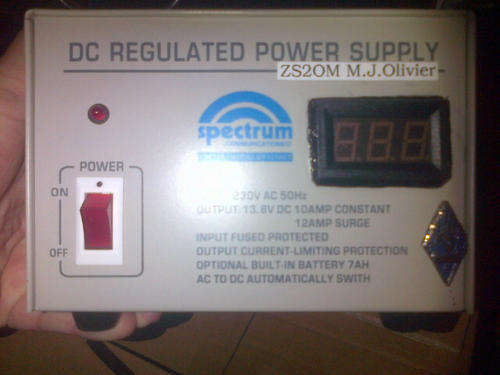 DC REGULATED POWER SUPPLY
ZS2OM M.J.Olivier
spectrum
COMMUNICATIONS
POWER
ON
OFF
230V AC 50Hz
OUTPUT: 13.8V DC 10AMP CONSTANT
12AMP SURGE
INPUT FUSED PROTECTED
OUTPUT CURRENT-LIMITING PROTECTION
OPTIONAL BUILT-IN BATTERY 7AH
AC TO DC AUTOMATICALLY SWITH